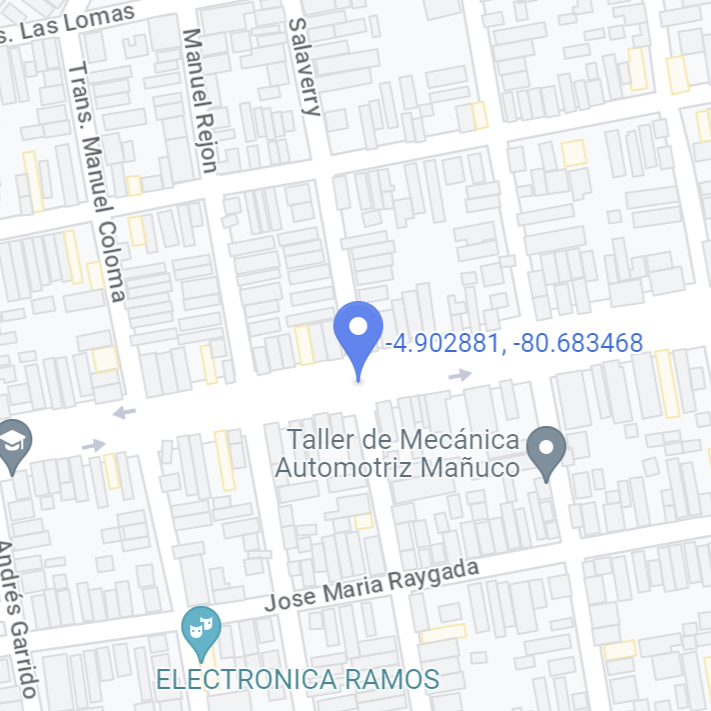 s. Las Lomas
Manuel Rejon
Salaverry
Trans. Manuel Coloma
-4.902881, -80.683468
Taller de Mecánica
Automotriz Mañuco
Andrés Garrido
Jose Maria Raygada
ELECTRONICA RAMOS